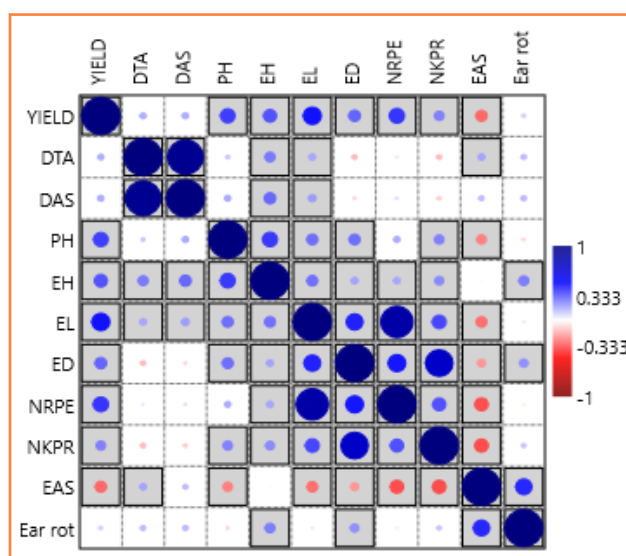 YIELD DTA DAS PH EH EL ED NRPE NKPR EAS Ear rot
YIELD
DTA
DAS
PH
EH
EL
ED
NRPE
NKPR
EAS
Ear rot
1
0.333
-0.333
-1